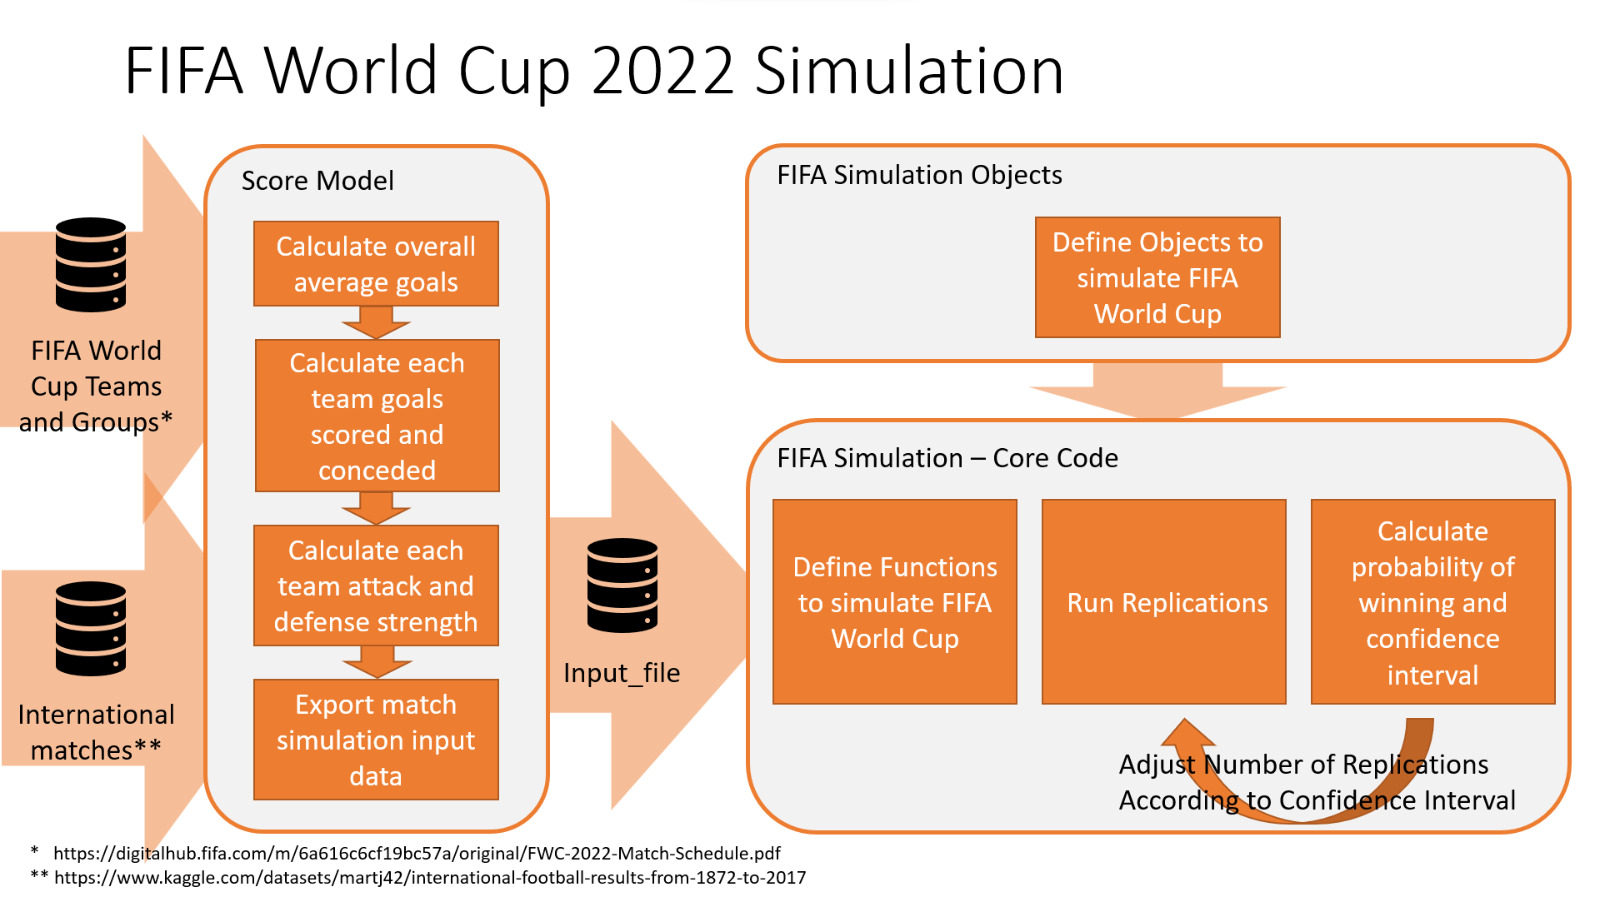 FIFA World Cup 2022 Simulation
FIFA World
Cup Teams
and Groups*
International
matches**
Score Model
Calculate overall
average goals
Calculate each
team goals
scored and
conceded
Calculate each
team attack and
defense strength
Export match
simulation input
data
Input_file
FIFA Simulation Objects
Define Objects to
simulate FIFA
World Cup
FIFA Simulation – Core Code
Define Functions
to simulate FIFA
World Cup
Run Replications
Calculate
probability of
winning and
confidence
interval
Adjust Number of Replications
According to Confidence Interval
* https://digitalhub.fifa.com/m/6a616c6cf19bc57a/original/FWC-2022-Match-Schedule.pdf
** https://www.kaggle.com/datasets/martj42/international-football-results-from-1872-to-2017